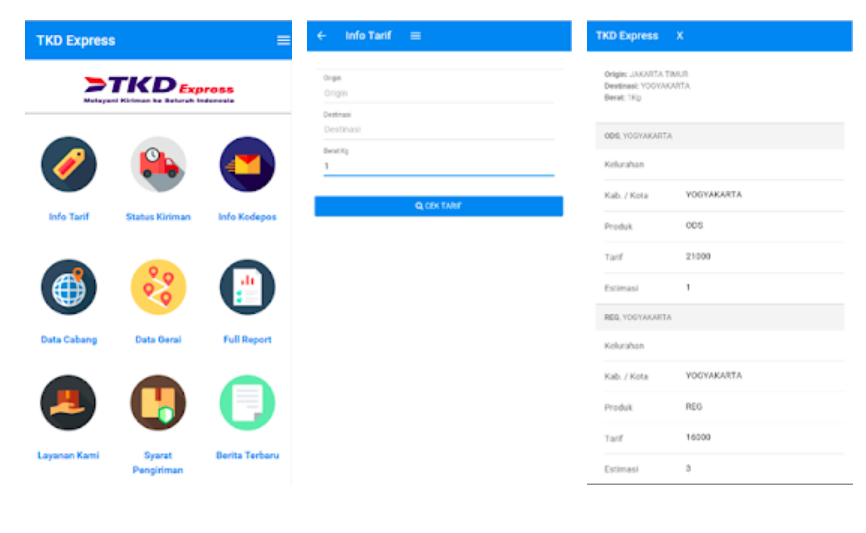 TKD Express
TKD Express
Melayani Kiriman ke Seluruh Indonesia
Info Tarif
Status Kiriman
Info Kodepos
Data Cabang
Data Gerai
Full Report
Layanan Kami
Syarat
Pengiriman
Berita Terbaru
Info Tarif
Origin
Origin
Destinasi
Destinasi
Berat Kg
1
CEK TARIF
TKD Express X
Origin: JAKARTA TIMUR
Destinasi: YOGYAKARTA
Berat: 1Kg
ODS, YOGYAKARTA
Kelurahan
Kab. / Kota YOGYAKARTA
Produk ODS
Tarif 21000
Estimasi 1
REG, YOGYAKARTA
Kelurahan
Kab. / Kota YOGYAKARTA
Produk REG
Tarif 16000
Estimasi 3